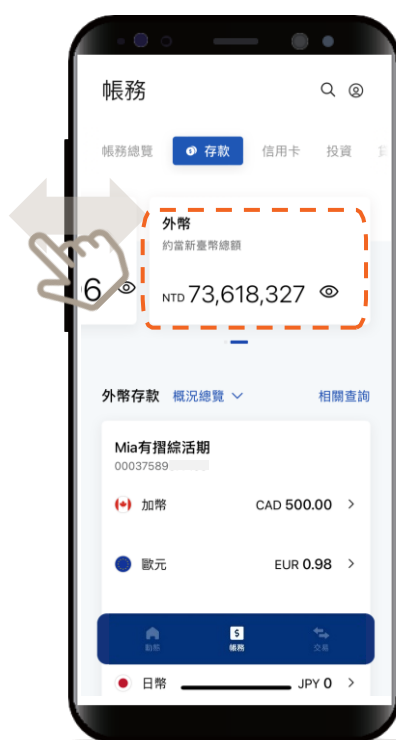 帳務
帳務總覽 存款 信用卡 投資
外幣
約當新臺幣總額
6 NTD 73,618,327
外幣存款 概況總覽 相關查詢
Mia有摺綜活期
00037589
加幣 CAD 500.00
歐元 EUR 0.98
$
帳務 交易
日幣 JPY 0